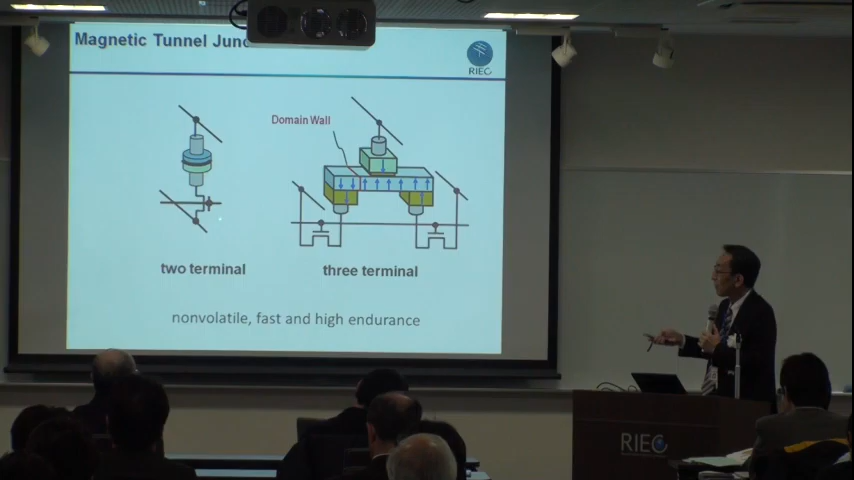 Magnetic Tunnel Junc
RIEC
Domain Wall
two terminal
three terminal
nonvolatile, fast and high endurance
RIEC